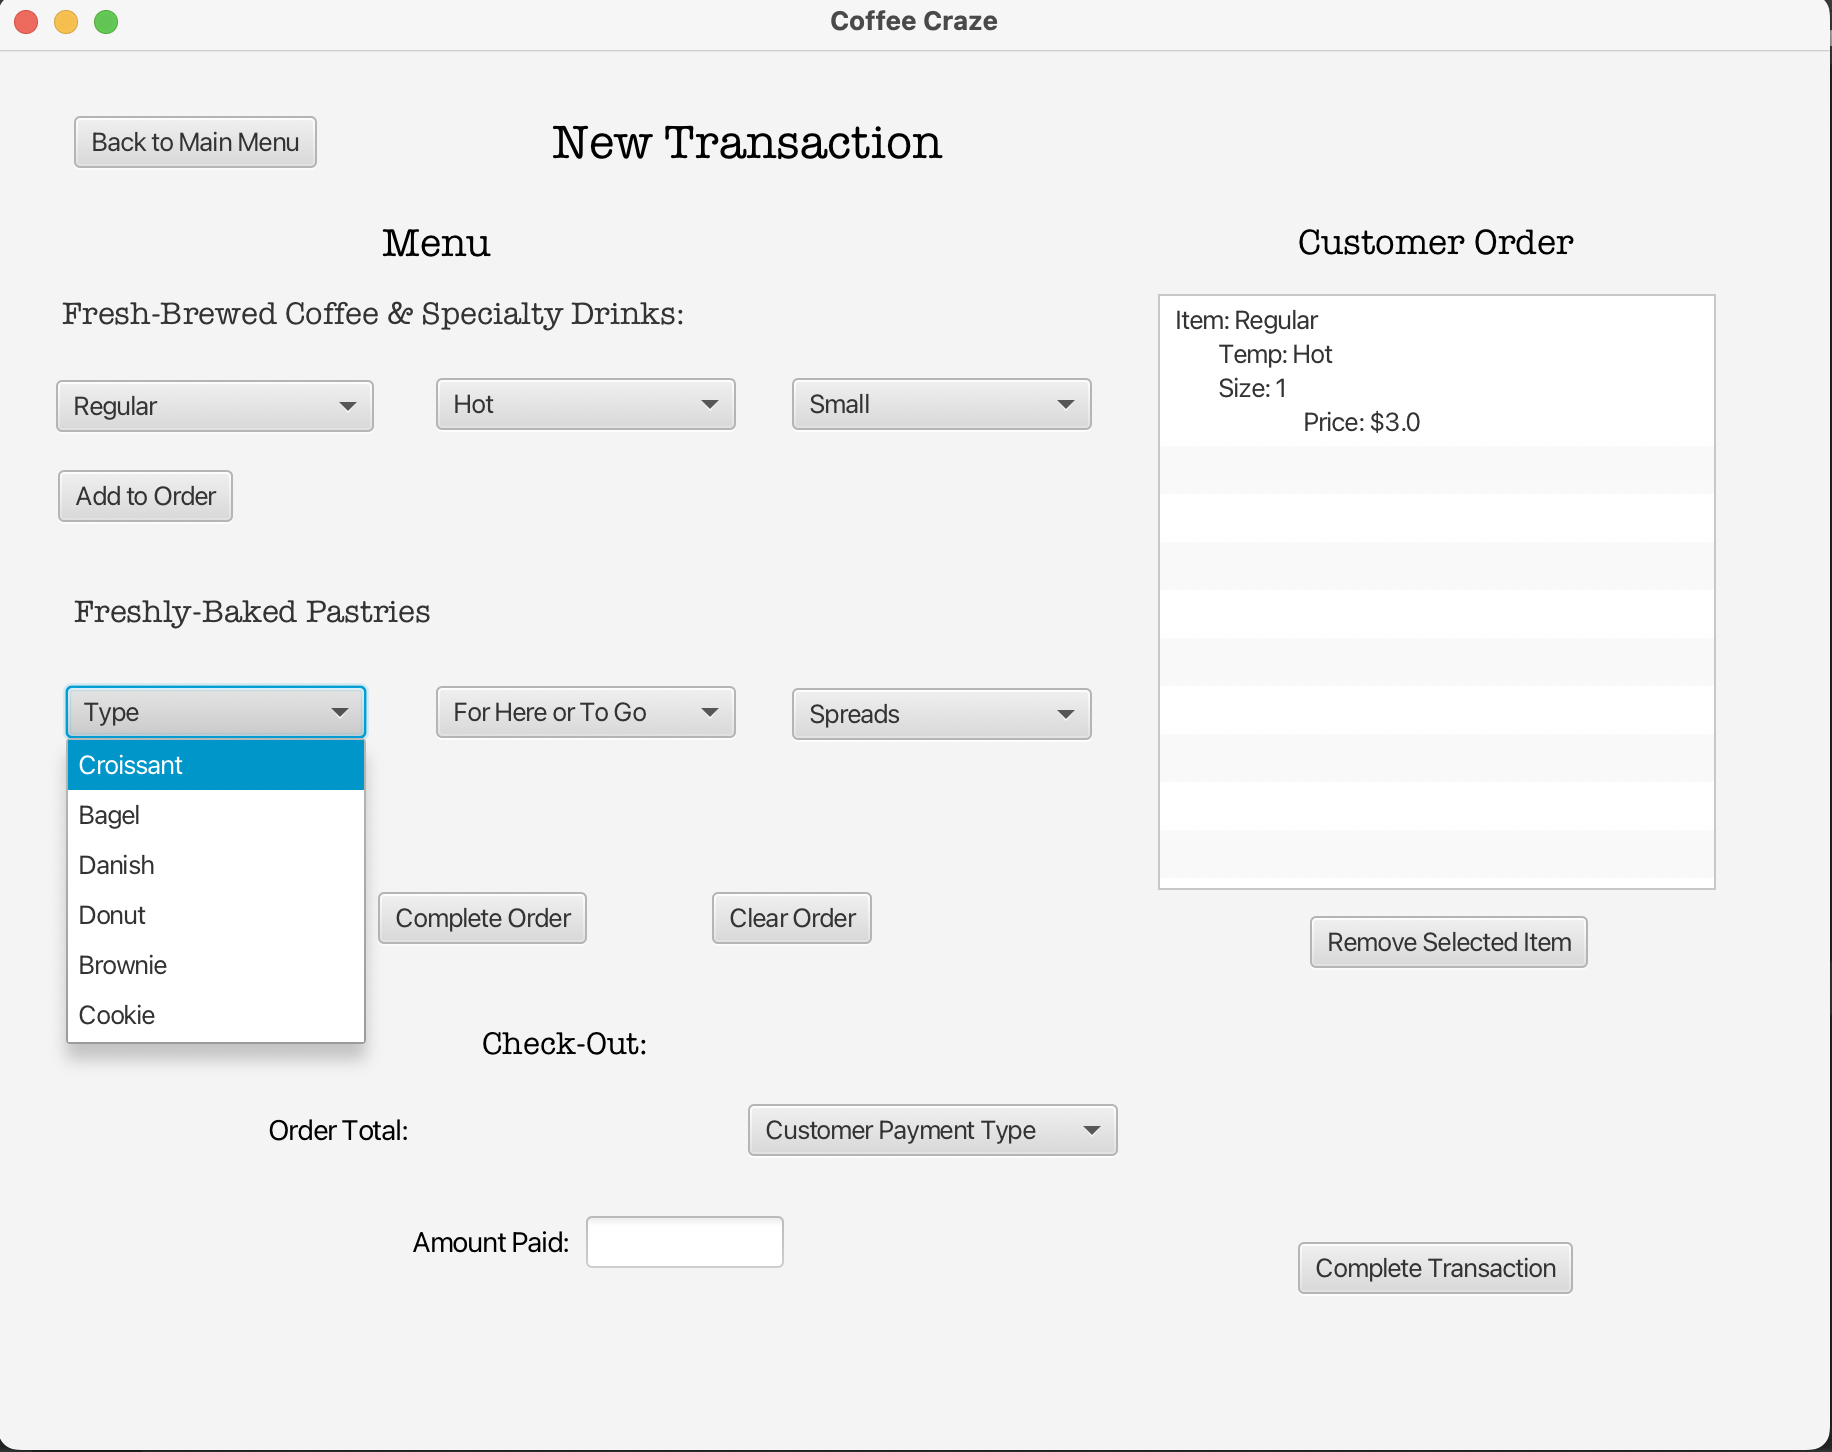 Coffee Craze
Back to Main Menu
New Transaction
Menu
Fresh-Brewed Coffee & Specialty Drinks:
Regular
Hot
Small
Add to Order
Freshly-Baked Pastries
Type
For Here or To Go
Spreads
Croissant
Bagel
Danish
Donut
Brownie
Cookie
Complete Order
Clear Order
Customer Order
Item: Regular
Temp: Hot
Size: 1
Price: $3.0
Remove Selected Item
Check-Out:
Order Total:
Customer Payment Type
Amount Paid:
Complete Transaction